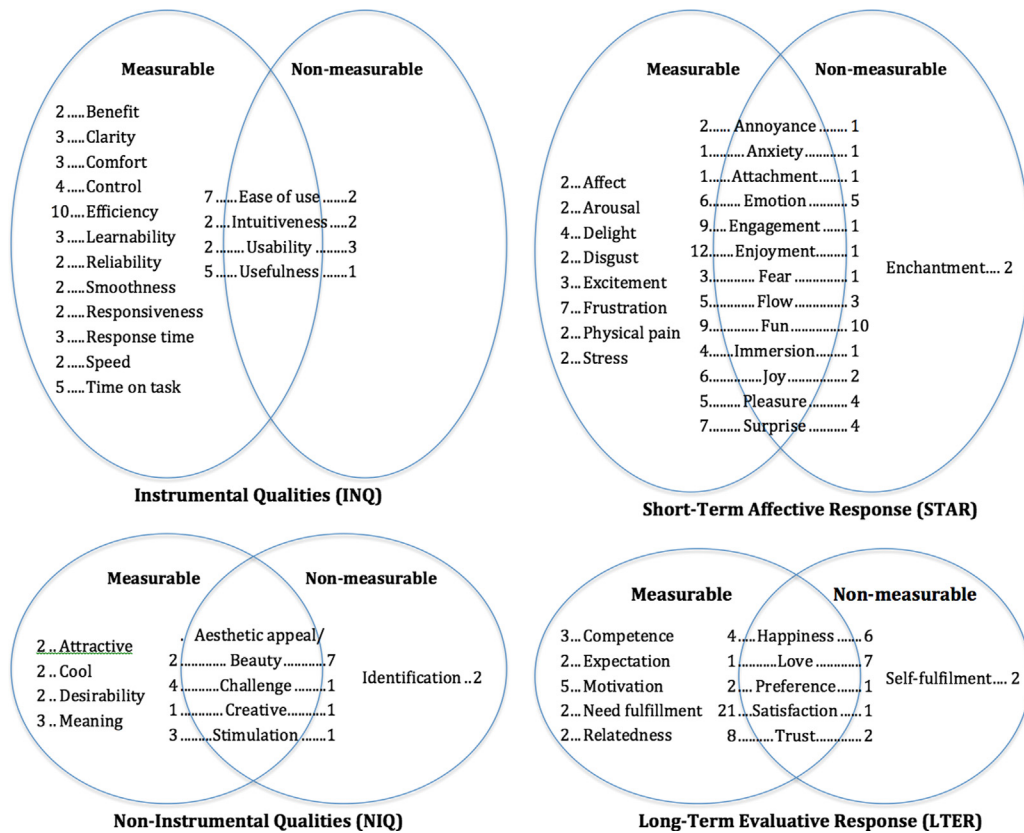 Measurable
Non-measurable
2.....Benefit
3.....Clarity
3.....Comfort
4.....Control
10....Efficiency
3.....Learnability
2.....Reliability
2.....Smoothness
2.....Responsiveness
3.....Response time
2.....Speed
5.....Time on task
7.....Ease of use......2
2.....Intuitiveness.....2
2........Usability........3
5.....Usefulness......1
Instrumental Qualities (INQ)
Measurable
Non-measurable
2... Affect
2... Arousal
4... Delight
2... Disgust
3... Excitement
7... Frustration
2... Physical pain
2... Stress
2...... Annoyance........ 1
1..........Anxiety........... 1
1........Attachment....... 1
6......... Emotion.......... 5
9..... Engagement....... 1
12.......Enjoyment........ 1
3............ Fear............. 1
5............Flow............. 3
9............Fun............. 10
4....... Immersion....... 1
6..............Joy............... 2
5.........Pleasure.......... 4
7......... Surprise........... 4
Enchantment.... 2
Short-Term Affective Response (STAR)
Measurable
Non-measurable
2 .. Attractive
2 .. Cool
2 .. Desirability
3 .. Meaning
. Aesthetic appeal/
2............ Beauty...........7
4.........Challenge..........1
1..........Creative...........1
3.........Stimulation.......1
Identification ..2
Non-Instrumental Qualities (NIQ)
Measurable
Non-measurable
3... Competence
2... Expectation
5... Motivation
2... Need fulfillment
2... Relatedness
4.....Happiness..... 6
1...........Love........... 7
2..... Preference...... 1
21....Satisfaction..... 1
8.........Trust............ 2
Self-fulfilment.... 2
Long-Term Evaluative Response (LTER)